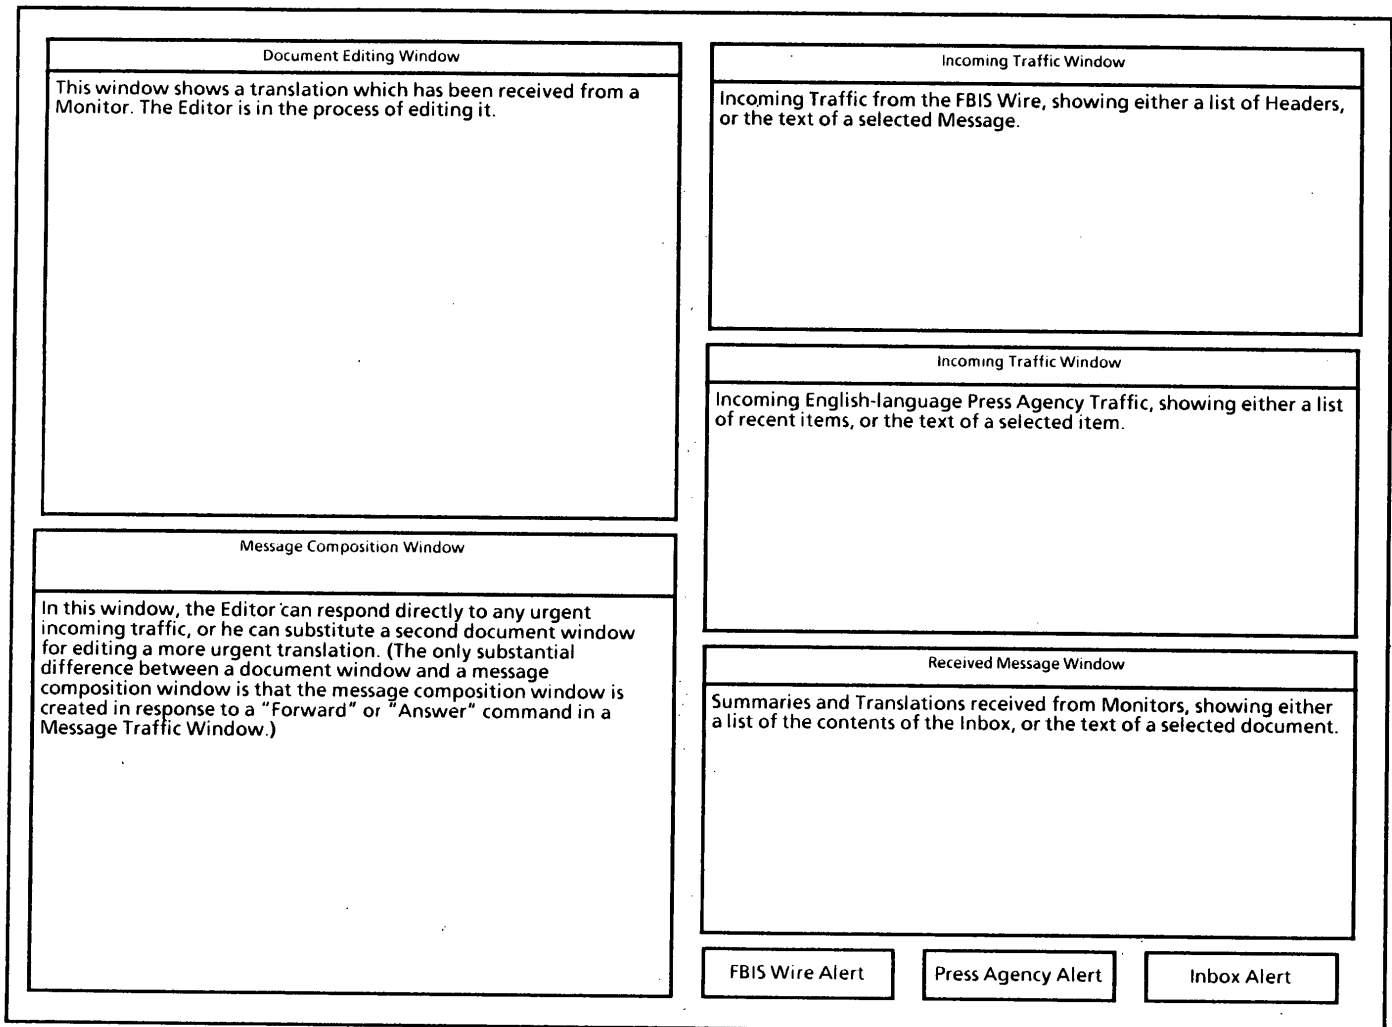 Document Editing Window
This window shows a translation which has been received from a
Monitor. The Editor is in the process of editing it.
Message Composition Window
In this window, the Editor can respond directly to any urgent
incoming traffic, or he can substitute a second document window
for editing a more urgent translation. (The only substantial
difference between a document window and a message
composition window is that the message composition window is
created in response to a "Forward" or "Answer" command in a
Message Traffic Window.)
Incoming Traffic Window
Incoming Traffic from the FBIS Wire, showing either a list of Headers,
or the text of a selected Message.
Incoming Traffic Window
Incoming English-language Press Agency Traffic, showing either a list
of recent items, or the text of a selected item.
Received Message Window
Summaries and Translations received from Monitors, showing either
a list of the contents of the Inbox, or the text of a selected document.
FBIS Wire Alert
Press Agency Alert
Inbox Alert